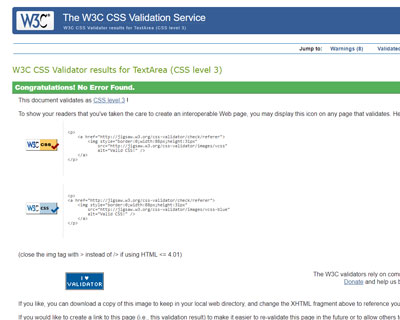 W3C® The W3C CSS Validation Service
W3C CSS Validator results for TextArea (CSS level 3)
Jump to: Warnings (8) Validated
W3C CSS Validator results for TextArea (CSS level 3)
Congratulations! No Error Found.
This document validates as CSS level 3 !
To show your readers that you've taken the care to create an interoperable Web page, you may display this icon on any page that validates. He
<p>
<a href="http://jigsaw.w3.org/css-validator/check/referer">
<img style="border:0;width:88px;height:31px"
src="http://jigsaw.w3.org/css-validator/images/vcss"
alt="Valid CSS!" />
</a>
</p>
W3C css
<p>
<a href="http://jigsaw.w3.org/css-validator/check/referer">
<img style="border:0;width:88px;height:31px"
src="http://jigsaw.w3.org/css-validator/images/vcss-blue"
alt="Valid CSS!" />
</a>
</p>
W3C css
(close the img tag with > instead of /> if using HTML <= 4.01)
I ♥
VALIDATOR
The W3C validators rely on com
Donate and help us b
If you like, you can download a copy of this image to keep in your local web directory, and change the XHTML fragment above to reference you
If you would like to create a link to this page (i.e., this validation result) to make it easier to re-validate this page in the future or to allow others t